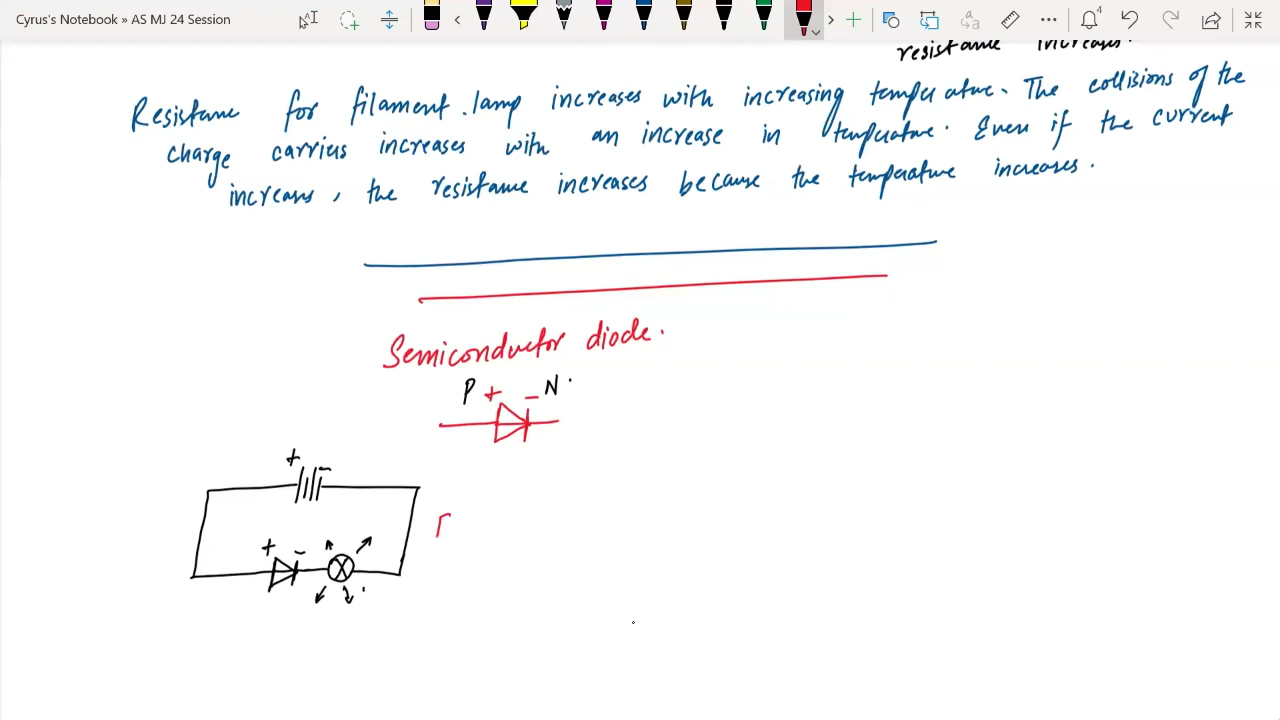 Cyrus's Notebook » AS MJ 24 Session
resistance increases.
Resistance for filament lamp increases with increasing temperature. The collisions of the
charge carriers increases with an increase in temperature. Even if the current
increases, the resistance increases because the temperature increases.
Semiconductor diode.
P + - N
+ -
+ -